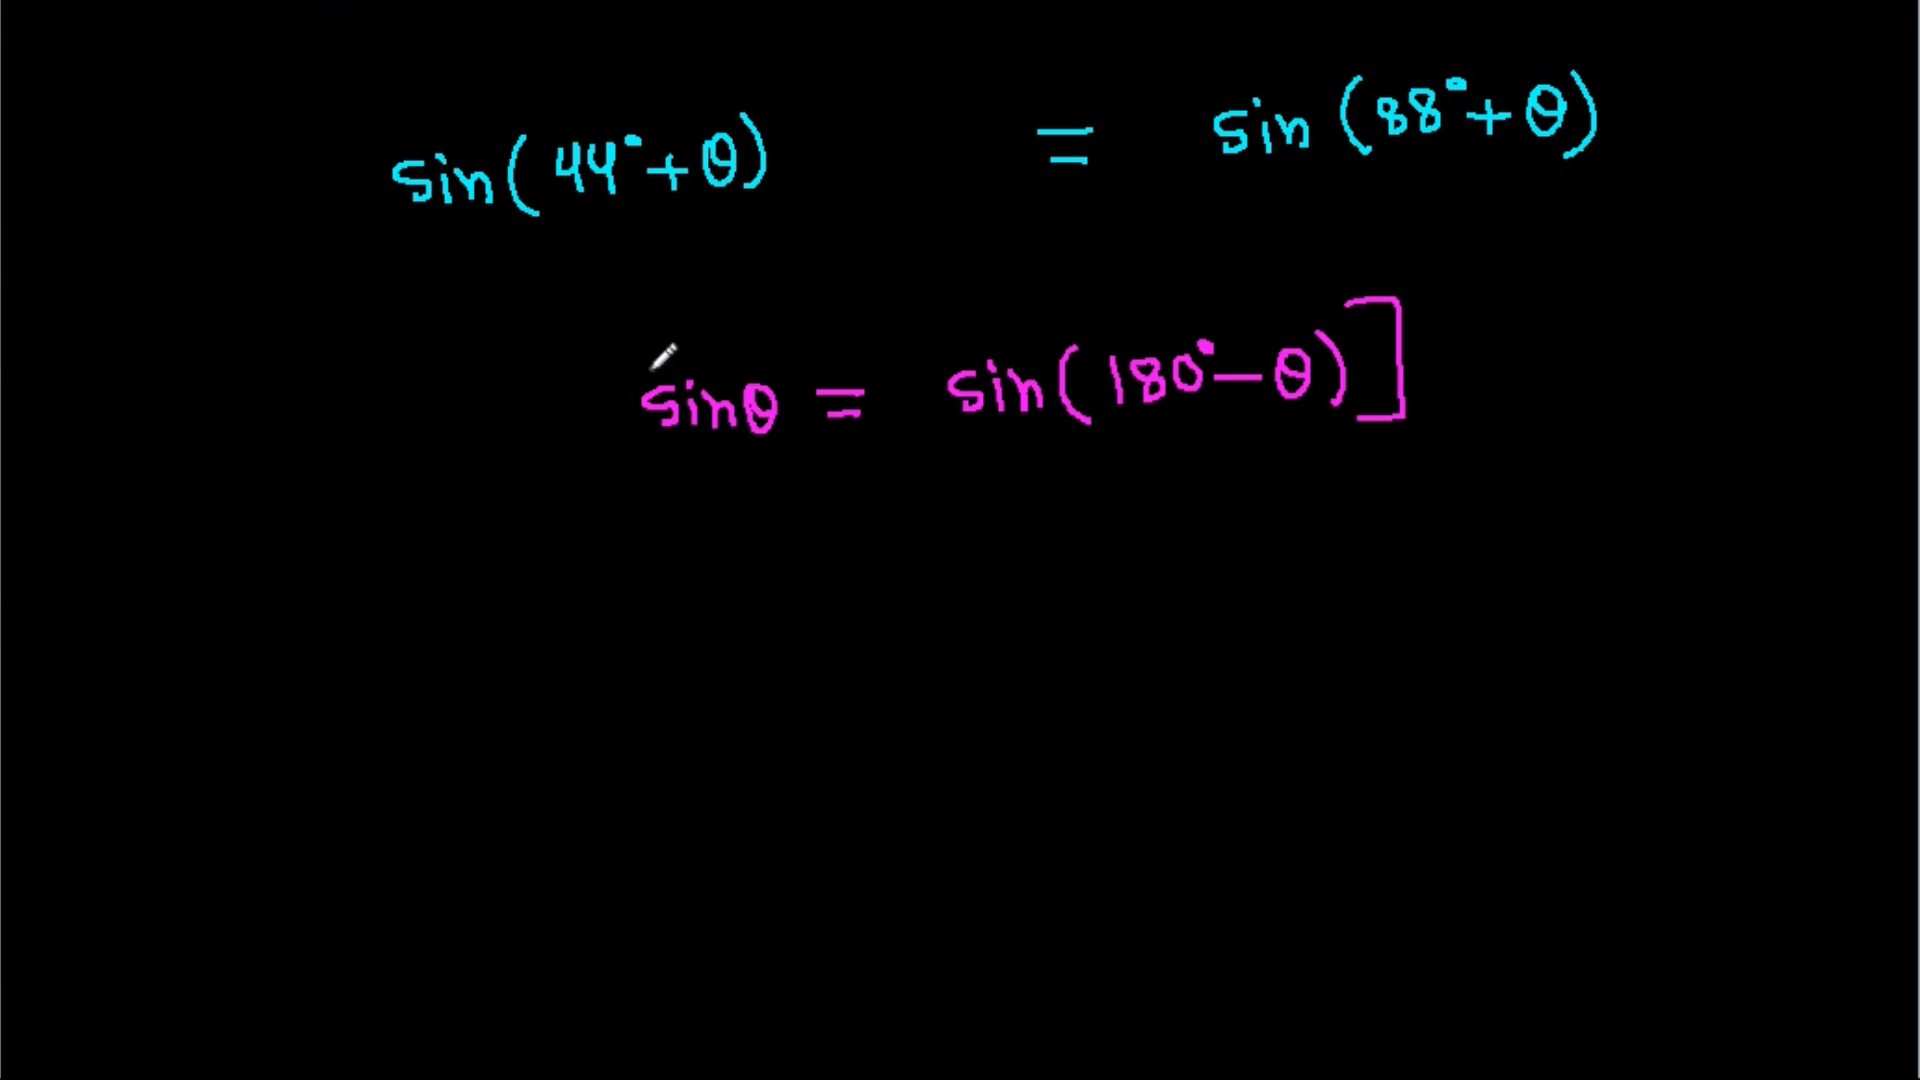 sin(44°+θ) = sin(88°+θ)
sinθ = sin(180°−θ)]